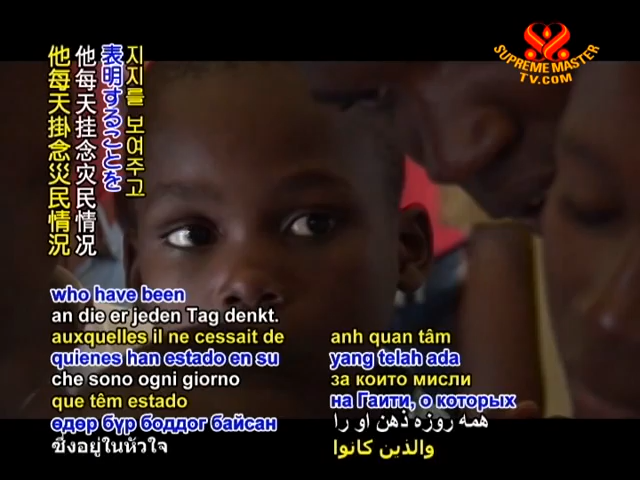 SUPREME MASTER
TV.COM
지지를 보여주고
表明することを
他每天挂念灾民情况
他每天掛念災民情況
who have been
an die er jeden Tag denkt.
auxquelles il ne cessait de
quienes han estado en su
che sono ogni giorno
que têm estado
өдөр бүр боддог байсан
ซึ่งอยู่ในหัวใจ
anh quan tâm
yang telah ada
за които мисли
на Гаити, о которых
همه روزه ذهن او را
والذين كانوا